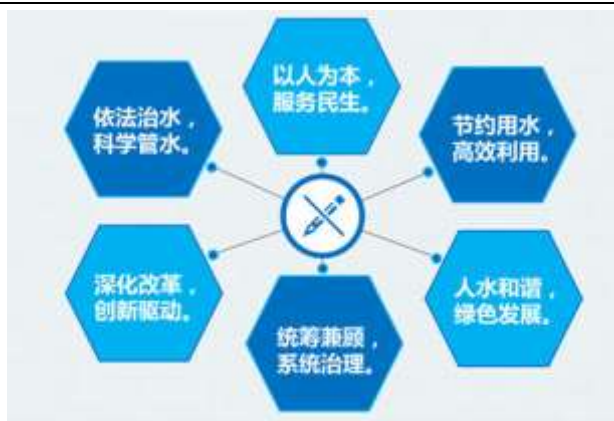 以人为本，
服务民生。
依法治水，
科学管水。
节约用水，
高效利用。
深化改革，
创新驱动。
人水和谐，
绿色发展。
统筹兼顾，
系统治理。